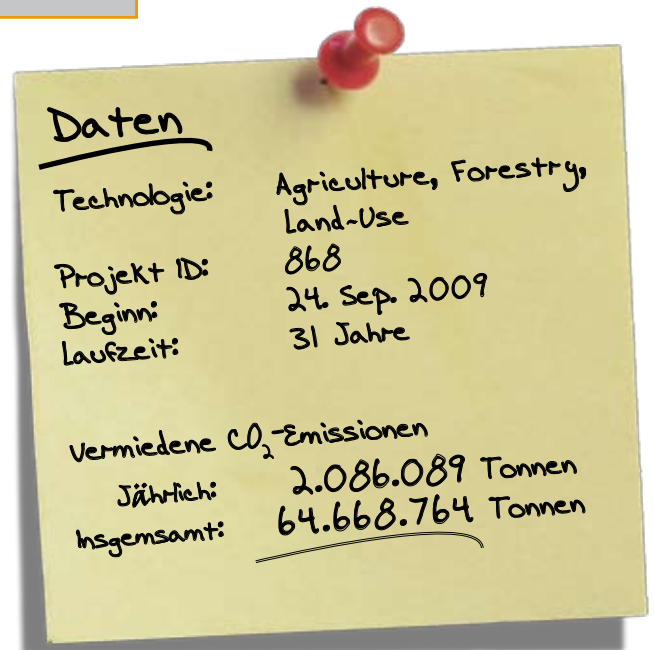 Daten
Technologie: Agriculture, Forestry,
Land-Use
Projekt ID: 868
Beginn: 24. Sep. 2009
Laufzeit: 31 Jahre
Vermiedene CO₂-Emissionen
Jährlich: 2.086.089 Tonnen
Insgemsamt: 64.668.764 Tonnen